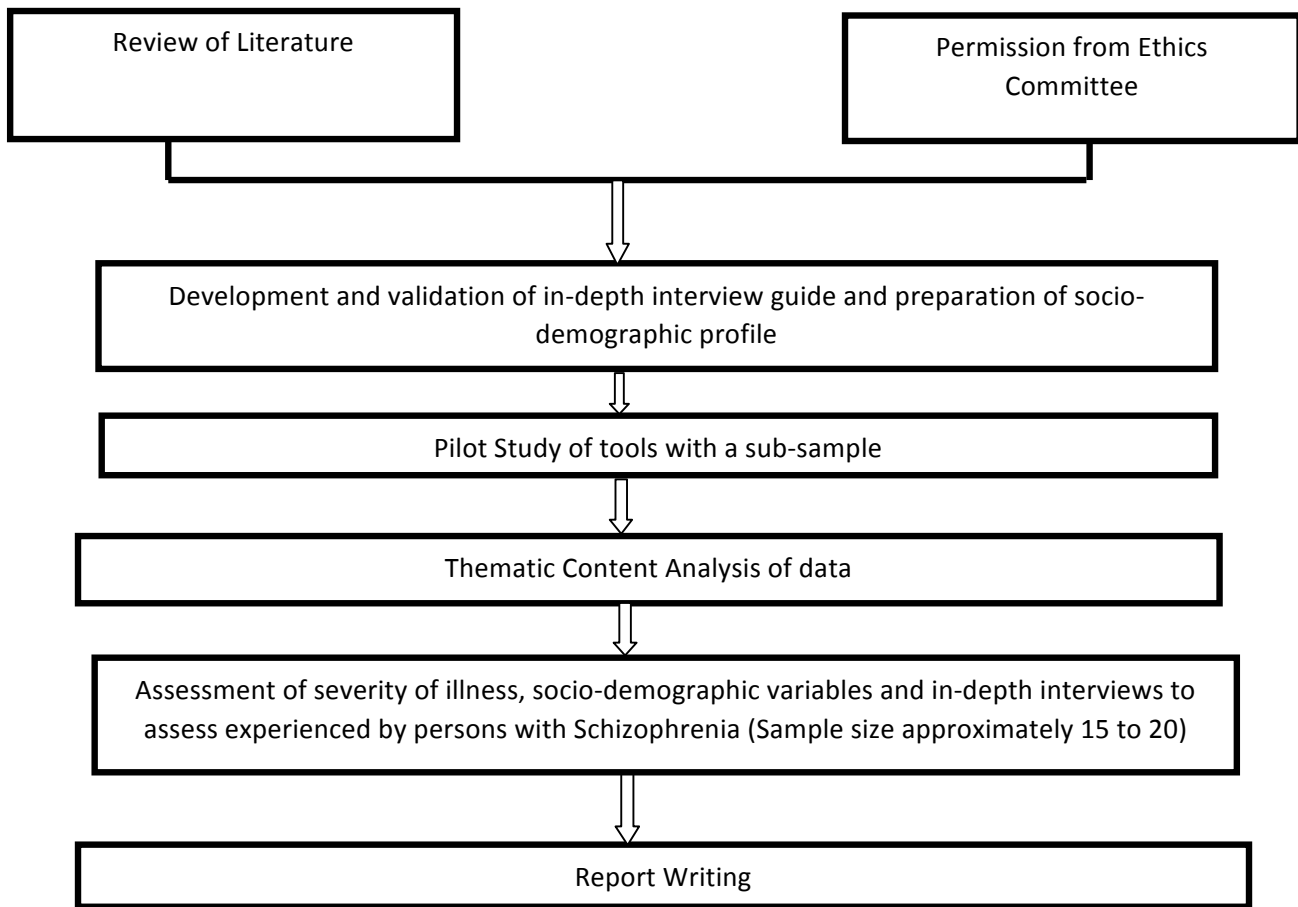 Review of Literature
Permission from Ethics
Committee
Development and validation of in-depth interview guide and preparation of socio-
demographic profile
Pilot Study of tools with a sub-sample
Thematic Content Analysis of data
Assessment of severity of illness, socio-demographic variables and in-depth interviews to
assess experienced by persons with Schizophrenia (Sample size approximately 15 to 20)
Report Writing